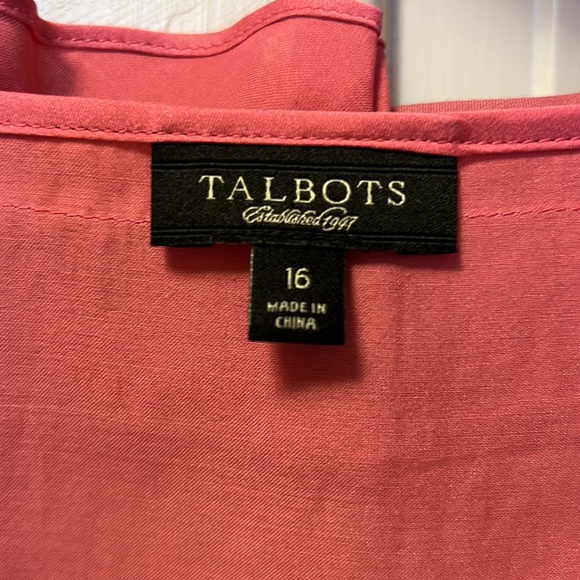 TALBOTS
Established 1947
16
MADE IN
CHINA